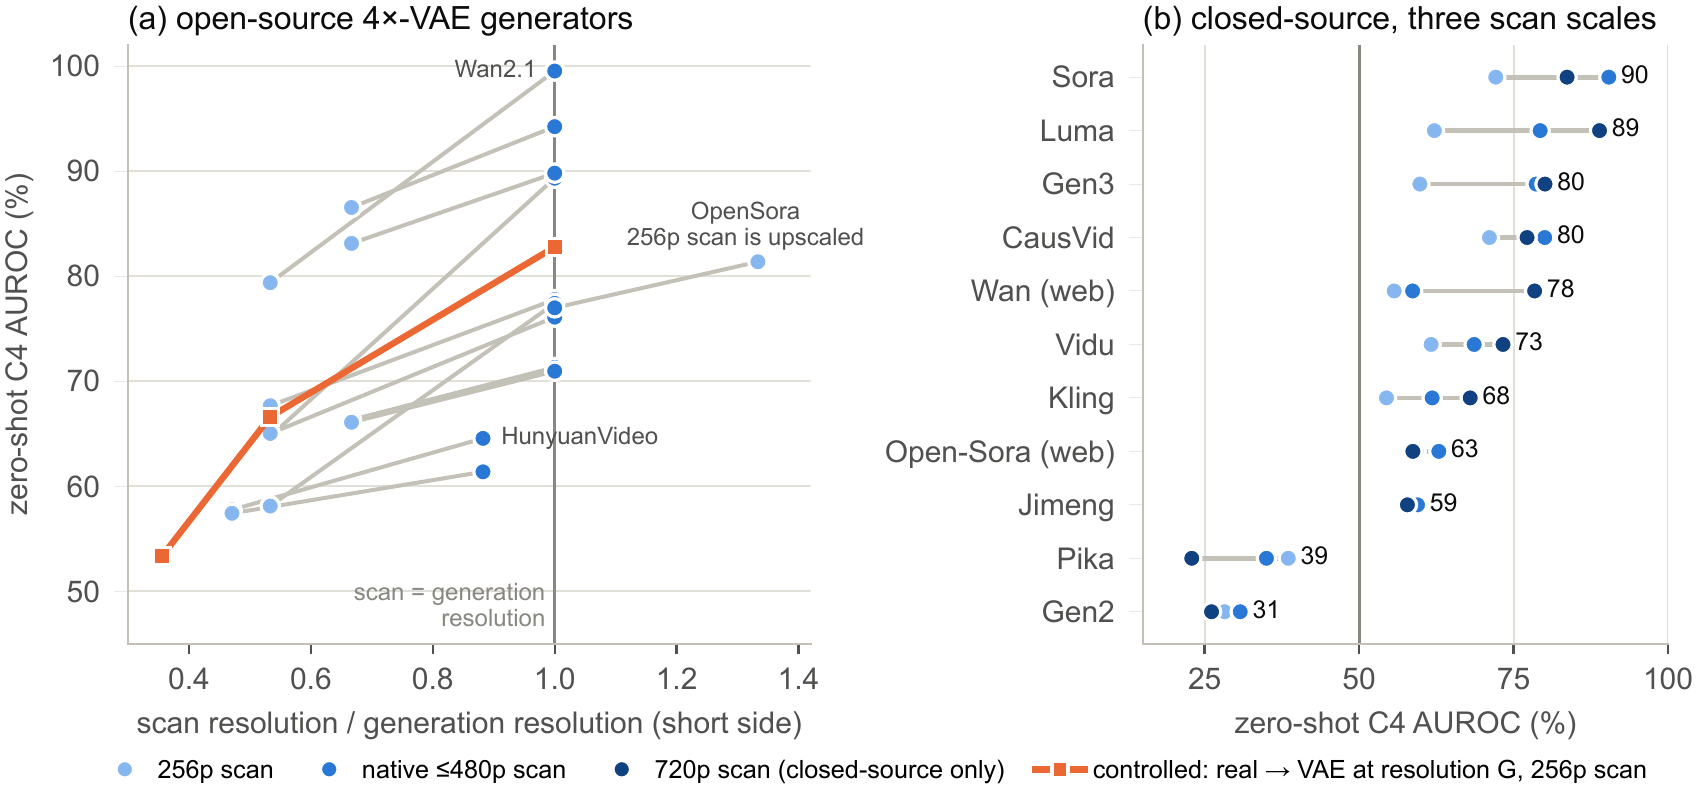 (a) open-source 4×-VAE generators
zero-shot C4 AUROC (%)
100
90
80
70
60
50
Wan2.1
OpenSora
256p scan is upscaled
HunyuanVideo
scan = generation
resolution
0.4
0.6
0.8
1.0
1.2
1.4
scan resolution / generation resolution (short side)
(b) closed-source, three scan scales
Sora
90
Luma
89
Gen3
80
CausVid
80
Wan (web)
78
Vidu
73
Kling
68
Open-Sora (web)
63
Jimeng
59
Pika
39
Gen2
31
25
50
75
100
zero-shot C4 AUROC (%)
256p scan
native ≤480p scan
720p scan (closed-source only)
controlled: real → VAE at resolution G, 256p scan